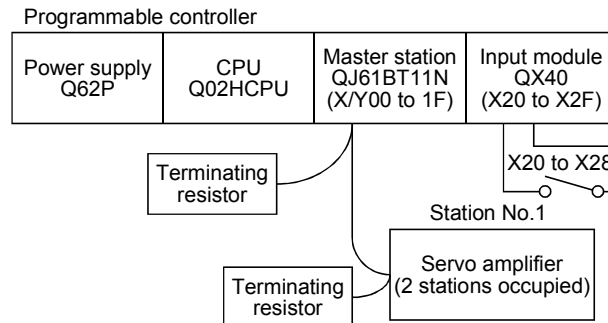 Programmable controller
Power supply
Q62P
CPU
Q02HCPU
Master station
QJ61BT11N
(X/Y00 to 1F)
Input module
QX40
(X20 to X2F)
Terminating
resistor
X20 to X28
Station No.1
Servo amplifier
(2 stations occupied)
Terminating
resistor